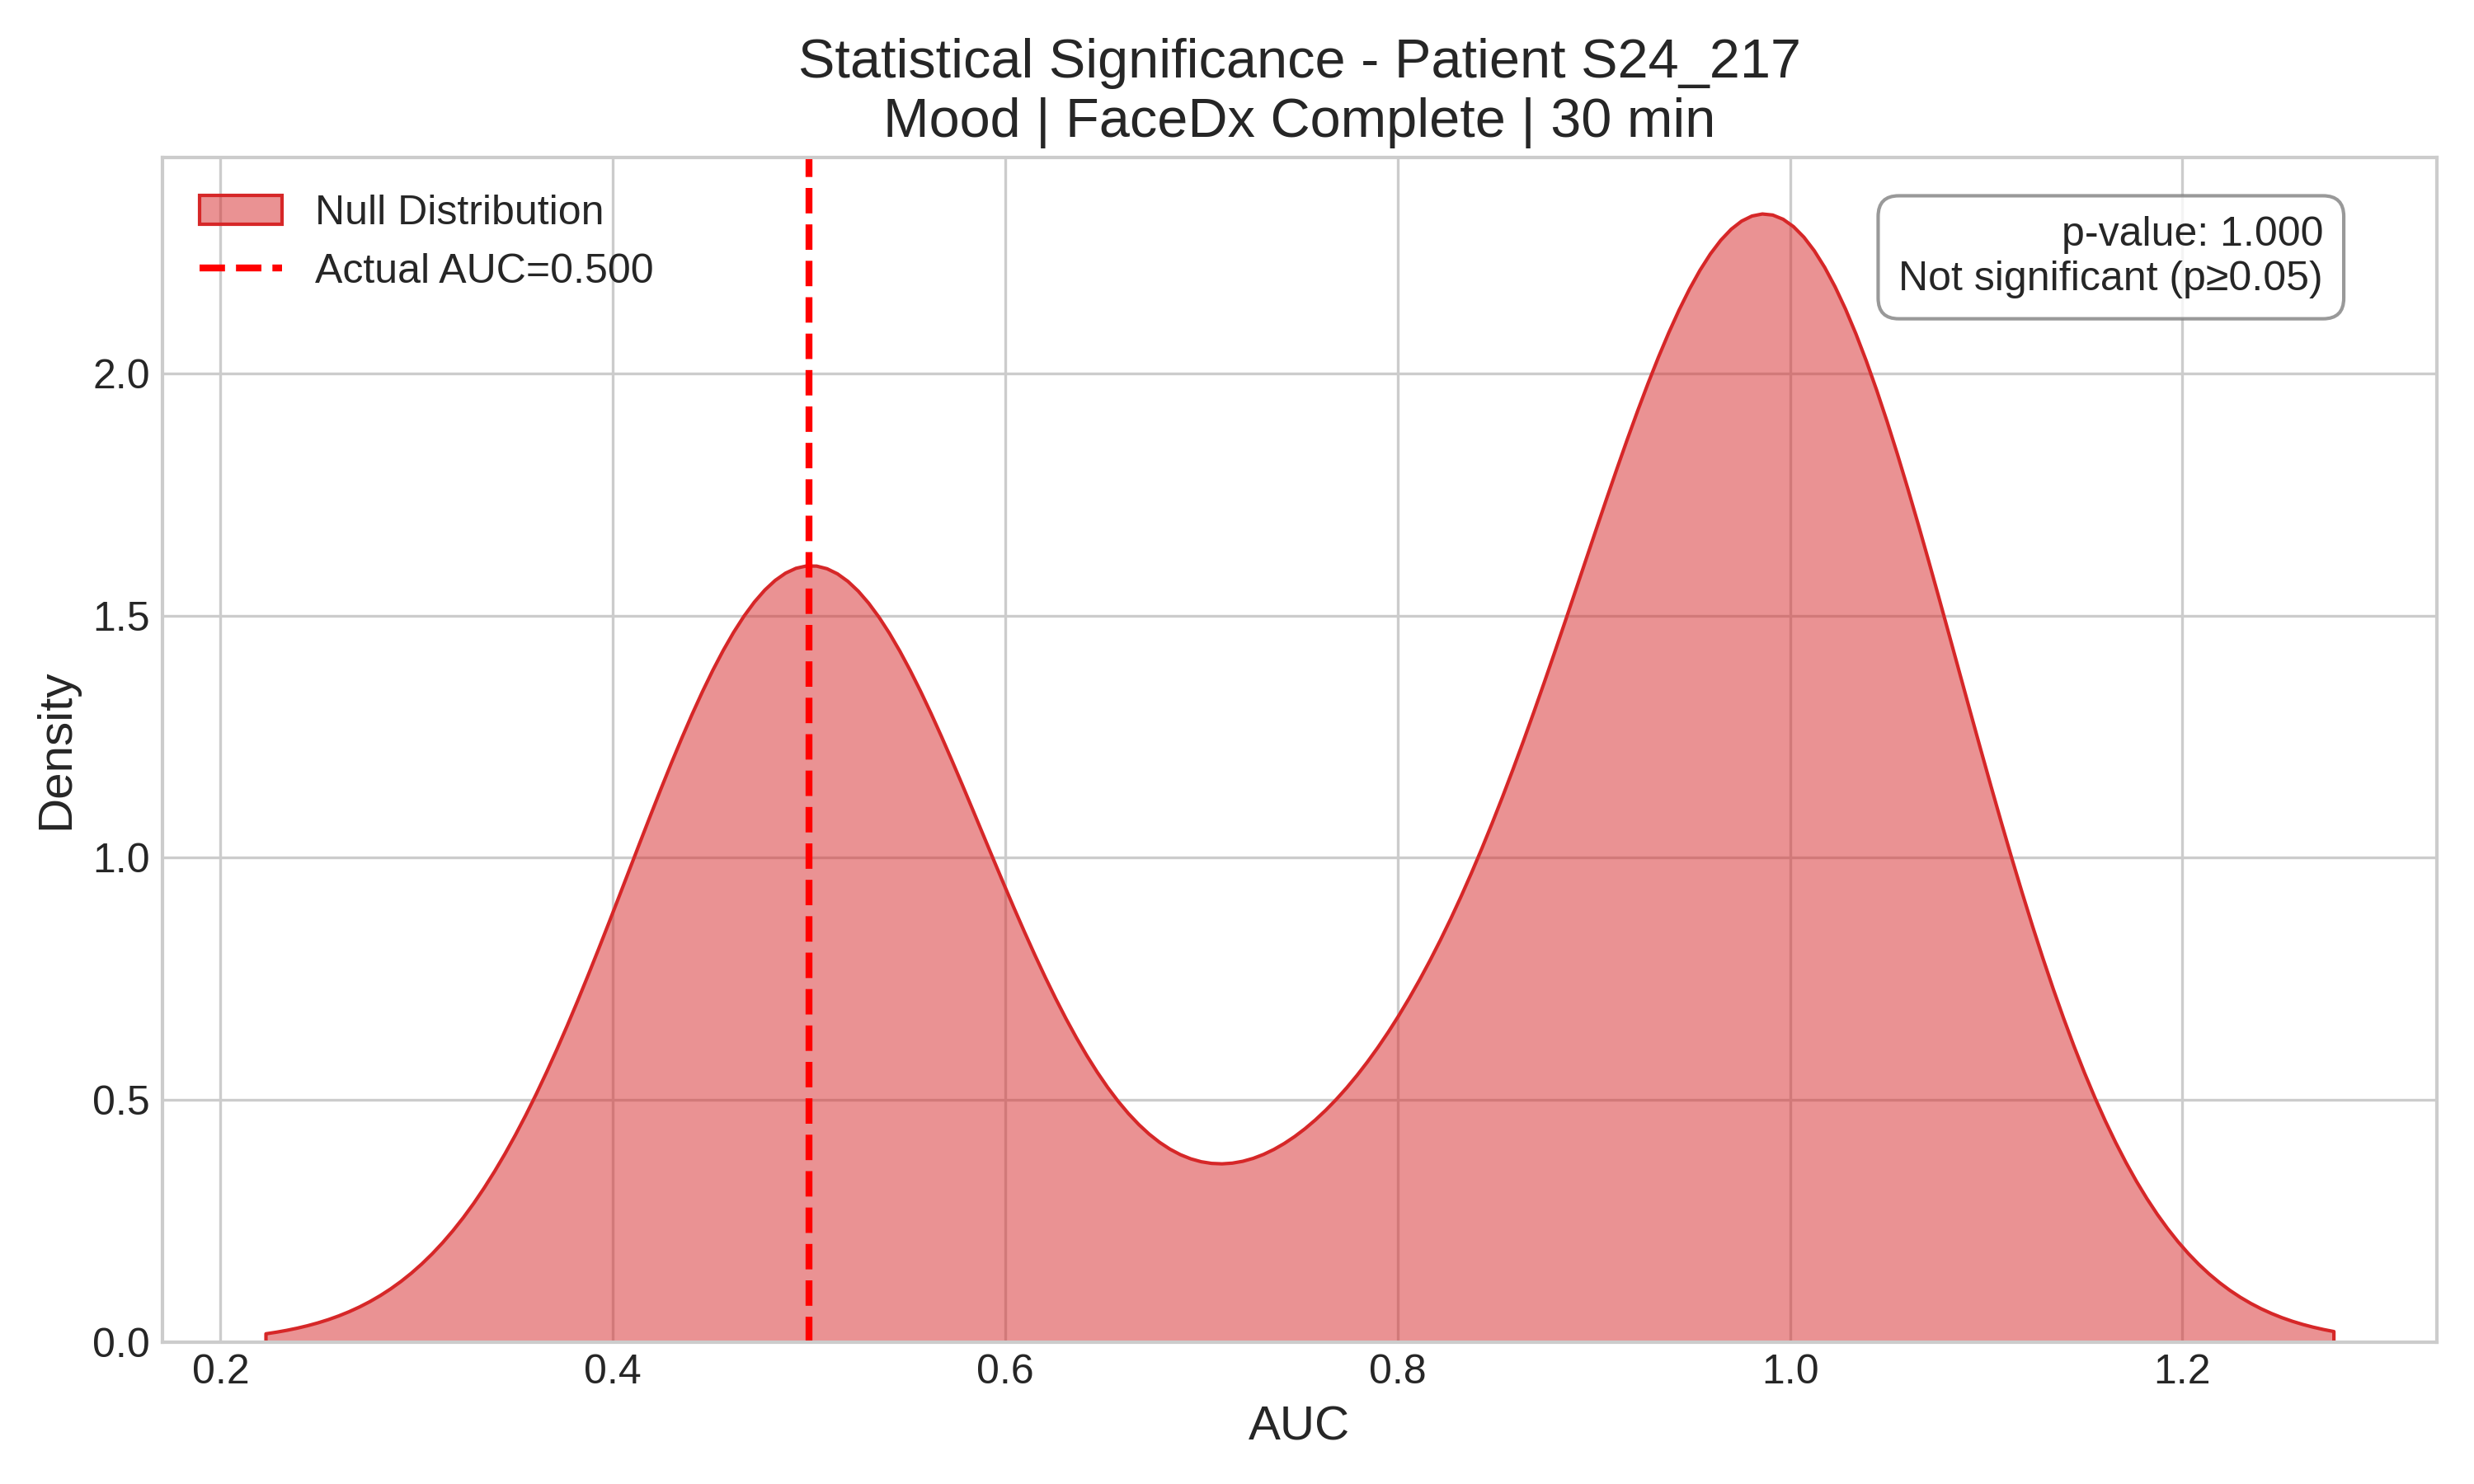 Statistical Significance - Patient S24_217
Mood | FaceDx Complete | 30 min
Null Distribution
Actual AUC=0.500
p-value: 1.000
Not significant (p≥0.05)
Density
2.0
1.5
1.0
0.5
0.0
0.2
0.4
0.6
0.8
1.0
1.2
AUC